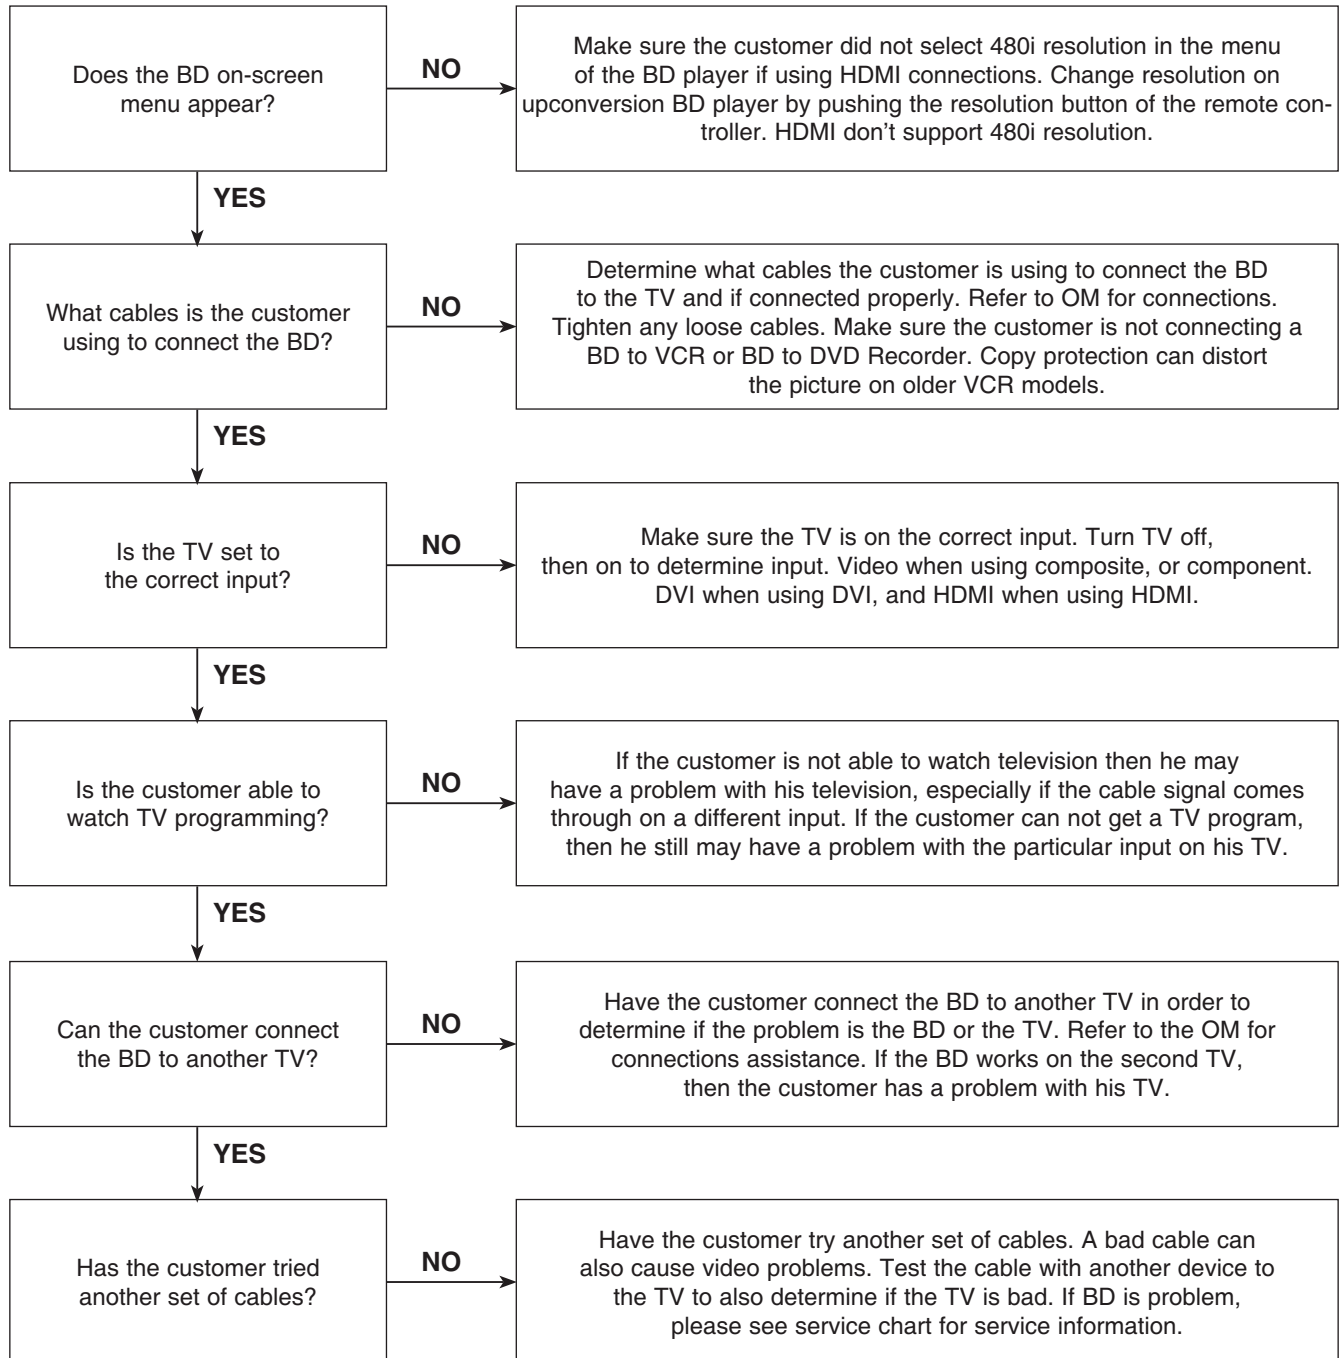 Does the BD on-screen
menu appear?
NO
Make sure the customer did not select 480i resolution in the menu
of the BD player if using HDMI connections. Change resolution on
upconversion BD player by pushing the resolution button of the remote con-
troller. HDMI don't support 480i resolution.
YES
What cables is the customer
using to connect the BD?
NO
Determine what cables the customer is using to connect the BD
to the TV and if connected properly. Refer to OM for connections.
Tighten any loose cables. Make sure the customer is not connecting a
BD to VCR or BD to DVD Recorder. Copy protection can distort
the picture on older VCR models.
YES
Is the TV set to
the correct input?
NO
Make sure the TV is on the correct input. Turn TV off,
then on to determine input. Video when using composite, or component.
DVI when using DVI, and HDMI when using HDMI.
YES
Is the customer able to
watch TV programming?
NO
If the customer is not able to watch television then he may
have a problem with his television, especially if the cable signal comes
through on a different input. If the customer can not get a TV program,
then he still may have a problem with the particular input on his TV.
YES
Can the customer connect
the BD to another TV?
NO
Have the customer connect the BD to another TV in order to
determine if the problem is the BD or the TV. Refer to the OM for
connections assistance. If the BD works on the second TV,
then the customer has a problem with his TV.
YES
Has the customer tried
another set of cables?
NO
Have the customer try another set of cables. A bad cable can
also cause video problems. Test the cable with another device to
the TV to also determine if the TV is bad. If BD is problem,
please see service chart for service information.